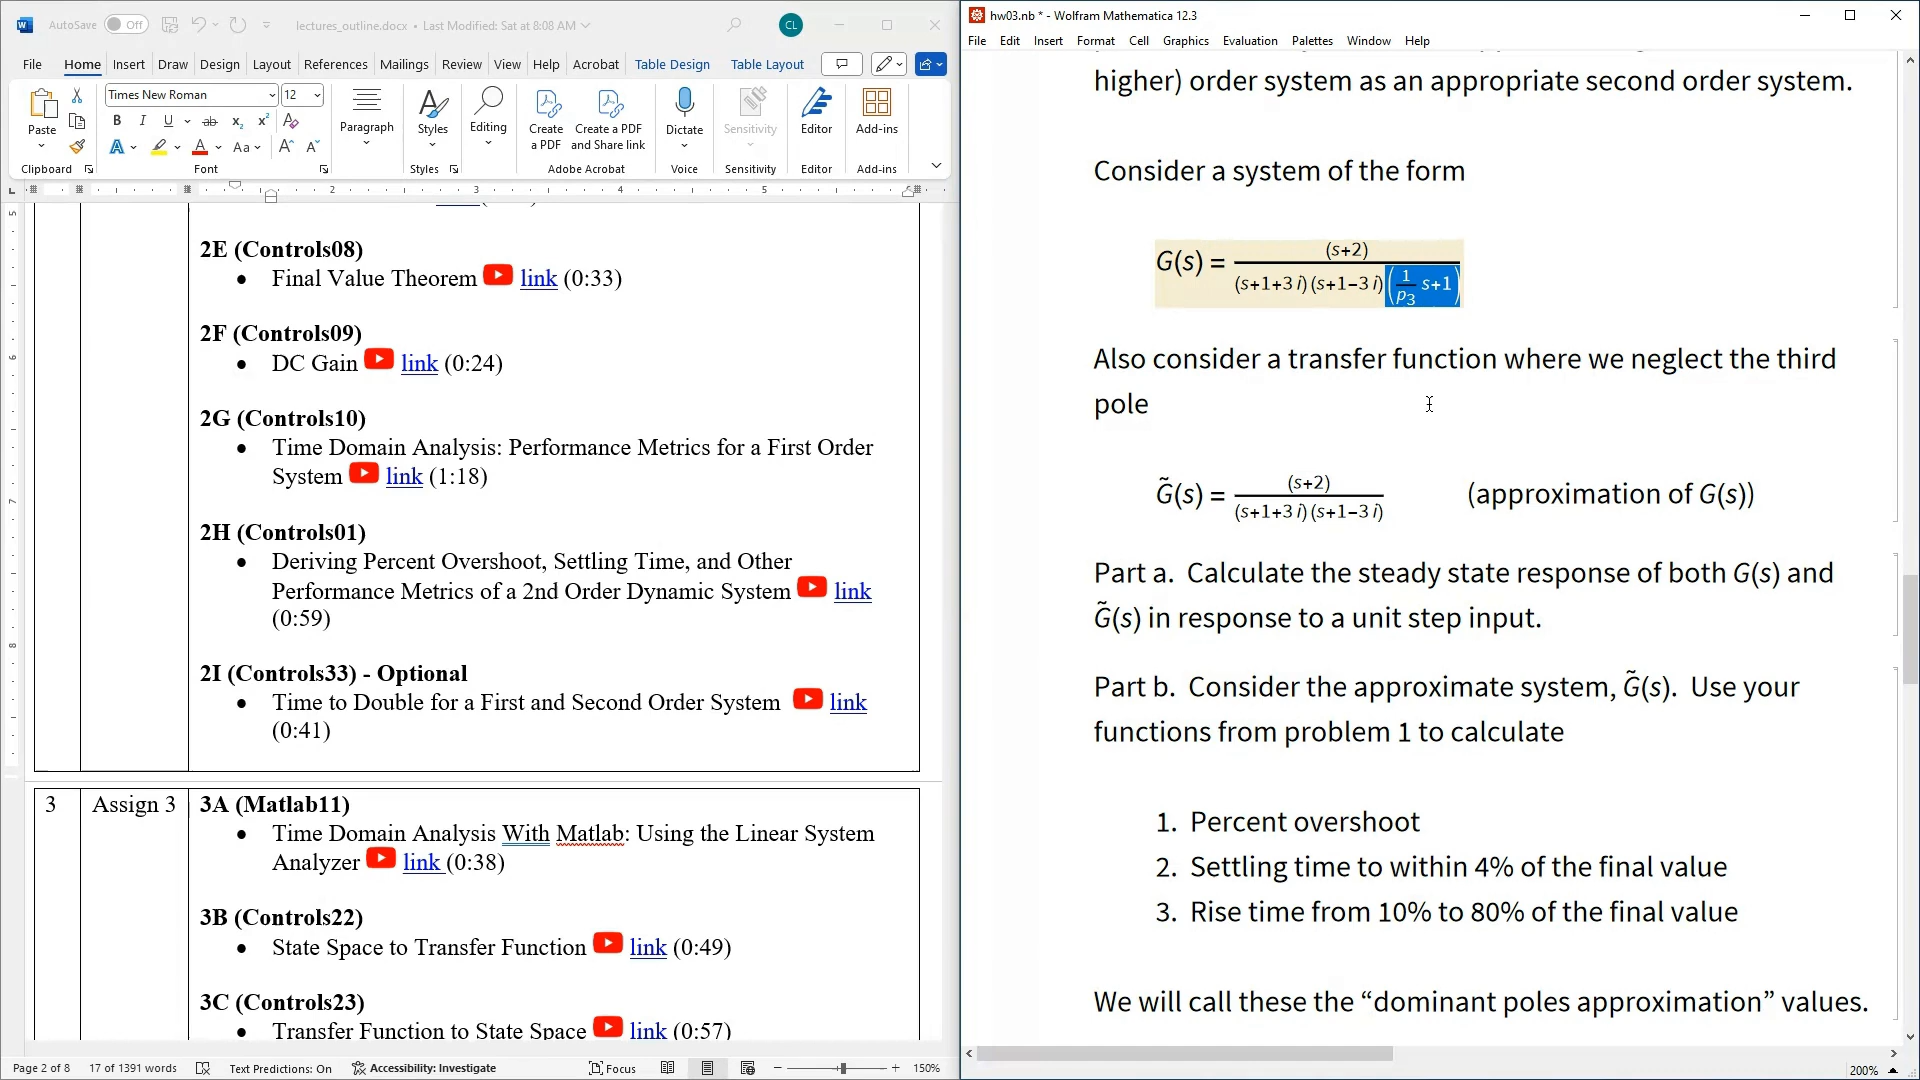 AutoSave Off lectures_outline.docx • Last Modified: Sat at 8:08 AM CL
File Home Insert Draw Design Layout References Mailings Review View Help Acrobat Table Design Table Layout
Times New Roman 12
Paste Paragraph Styles Editing Create a PDF Create a PDF and Share link Dictate Sensitivity Editor Add-ins
Clipboard Font Styles Adobe Acrobat Voice Sensitivity Editor Add-ins
2E (Controls08)
• Final Value Theorem link (0:33)
2F (Controls09)
• DC Gain link (0:24)
2G (Controls10)
• Time Domain Analysis: Performance Metrics for a First Order
System link (1:18)
2H (Controls01)
• Deriving Percent Overshoot, Settling Time, and Other
Performance Metrics of a 2nd Order Dynamic System link
(0:59)
2I (Controls33) - Optional
• Time to Double for a First and Second Order System link
(0:41)
3 Assign 3 3A (Matlab11)
• Time Domain Analysis With Matlab: Using the Linear System
Analyzer link (0:38)
3B (Controls22)
• State Space to Transfer Function link (0:49)
3C (Controls23)
• Transfer Function to State Space link (0:57)
Page 2 of 8 17 of 1391 words Text Predictions: On Accessibility: Investigate Focus 150%
hw03.nb * - Wolfram Mathematica 12.3
File Edit Insert Format Cell Graphics Evaluation Palettes Window Help
higher) order system as an appropriate second order system.
Consider a system of the form
G(s) = (s+2) / (s+1+3 i) (s+1−3 i) (1/p₃ s+1)
Also consider a transfer function where we neglect the third
pole
G̃(s) = (s+2) / (s+1+3 i) (s+1−3 i) (approximation of G(s))
Part a. Calculate the steady state response of both G(s) and
G̃(s) in response to a unit step input.
Part b. Consider the approximate system, G̃(s). Use your
functions from problem 1 to calculate
1. Percent overshoot
2. Settling time to within 4% of the final value
3. Rise time from 10% to 80% of the final value
We will call these the “dominant poles approximation” values.
200%